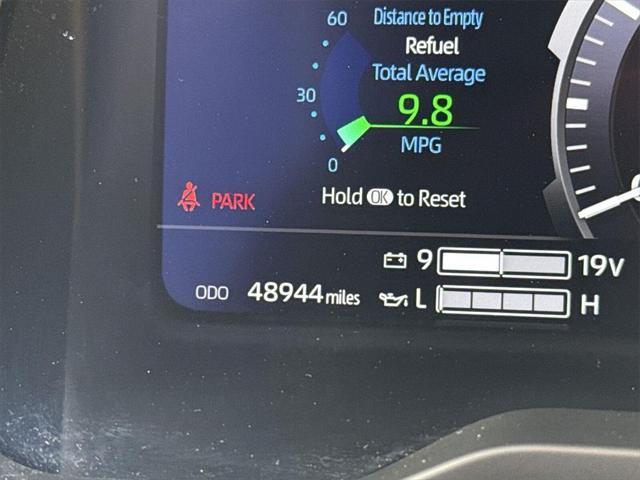 60
Distance to Empty
Refuel
Total Average
30
9.8
MPG
0
Hold OK to Reset
PARK
9 19V
ODO 48944 miles
L H